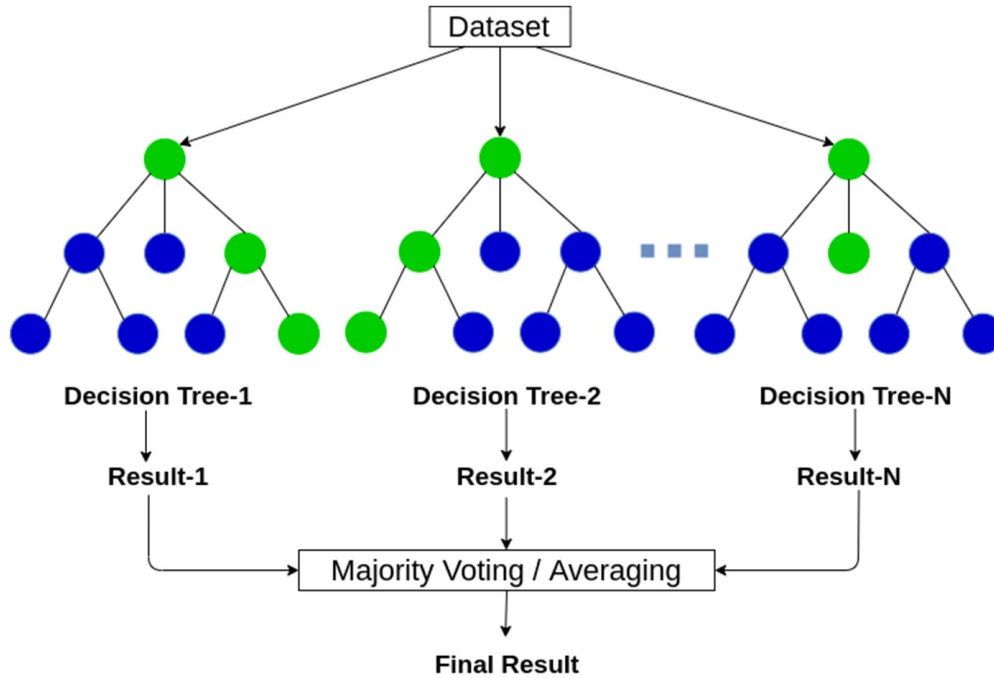 Dataset
Decision Tree-1
Decision Tree-2
Decision Tree-N
Result-1
Result-2
Result-N
Majority Voting / Averaging
Final Result